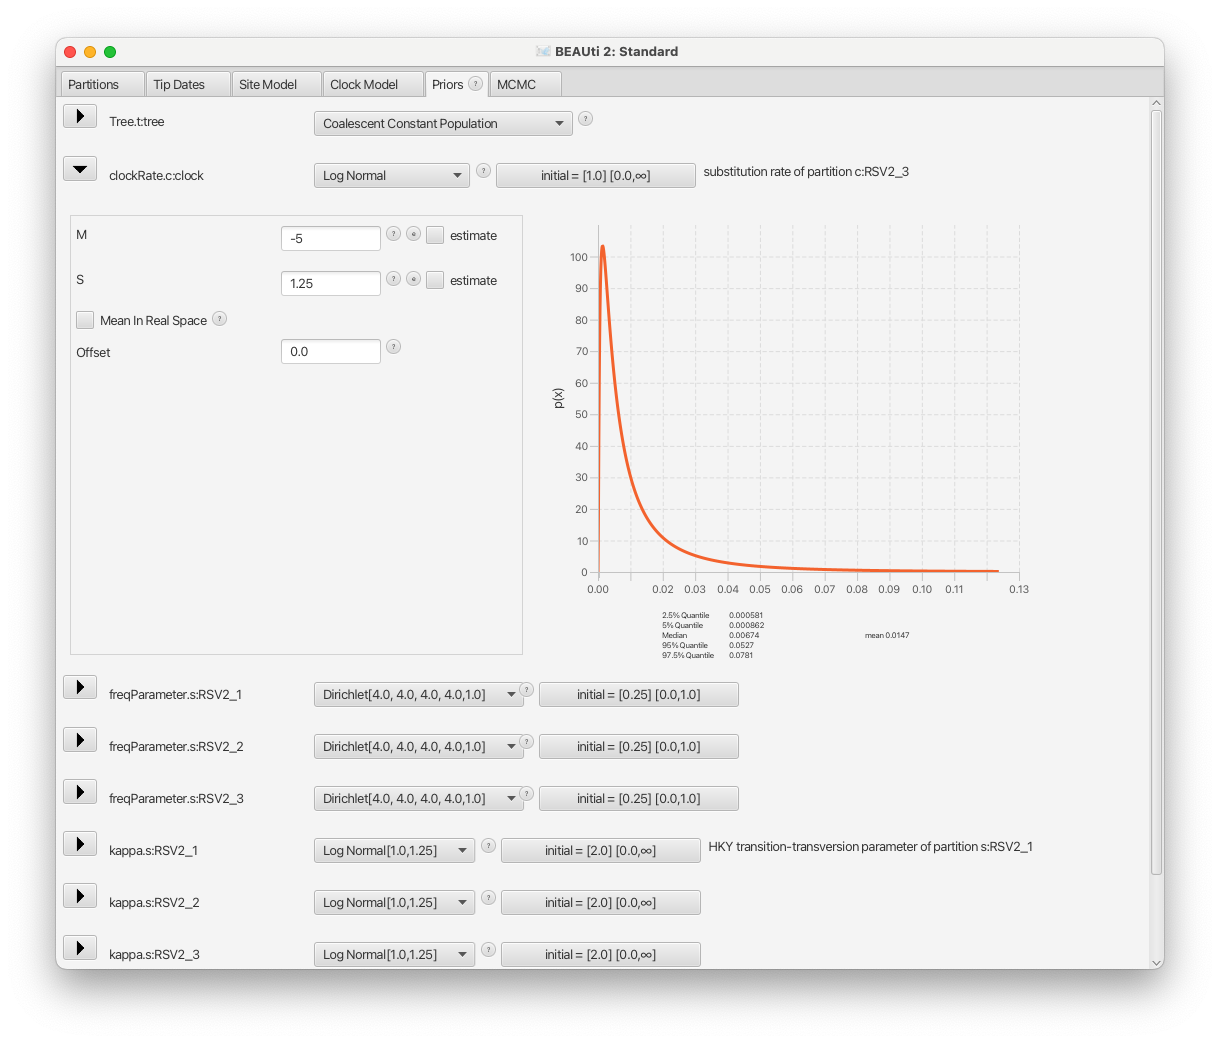 BEAUti 2: Standard
Partitions Tip Dates Site Model Clock Model Priors ? MCMC
Tree.t:tree Coalescent Constant Population ?
clockRate.c:clock Log Normal ? initial = [1.0] [0.0,∞] substitution rate of partition c:RSV2_3
M -5 ? e estimate
S 1.25 ? e estimate
Mean In Real Space ?
Offset 0.0 ?
p(x)
100
90
80
70
60
50
40
30
20
10
0
0.00 0.02 0.03 0.04 0.05 0.06 0.07 0.08 0.09 0.10 0.11 0.13
2.5% Quantile 0.000581
5% Quantile 0.000862
Median 0.00674 mean 0.0147
95% Quantile 0.0527
97.5% Quantile 0.0781
freqParameter.s:RSV2_1 Dirichlet[4.0, 4.0, 4.0, 4.0,1.0] ? initial = [0.25] [0.0,1.0]
freqParameter.s:RSV2_2 Dirichlet[4.0, 4.0, 4.0, 4.0,1.0] ? initial = [0.25] [0.0,1.0]
freqParameter.s:RSV2_3 Dirichlet[4.0, 4.0, 4.0, 4.0,1.0] ? initial = [0.25] [0.0,1.0]
kappa.s:RSV2_1 Log Normal[1.0,1.25] ? initial = [2.0] [0.0,∞] HKY transition-transversion parameter of partition s:RSV2_1
kappa.s:RSV2_2 Log Normal[1.0,1.25] ? initial = [2.0] [0.0,∞]
kappa.s:RSV2_3 Log Normal[1.0,1.25] ? initial = [2.0] [0.0,∞]